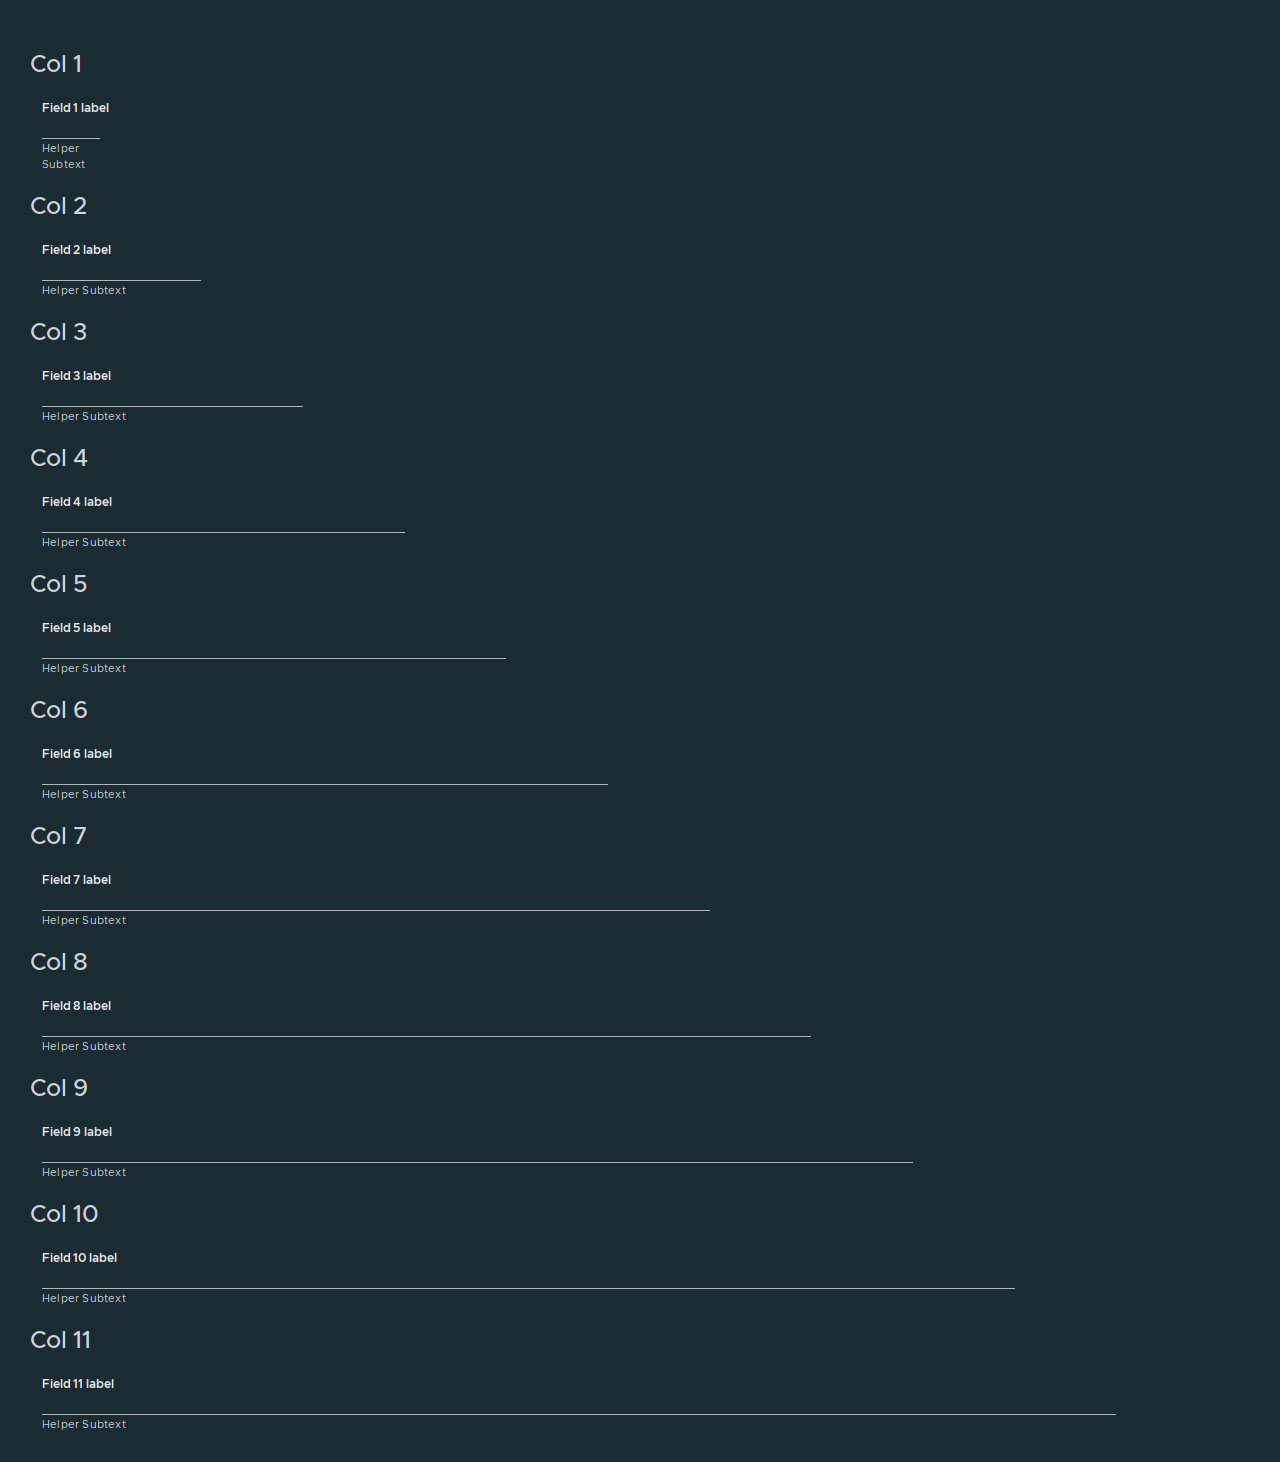 Col 1
Field 1 label
Helper
Subtext
Col 2
Field 2 label
Helper Subtext
Col 3
Field 3 label
Helper Subtext
Col 4
Field 4 label
Helper Subtext
Col 5
Field 5 label
Helper Subtext
Col 6
Field 6 label
Helper Subtext
Col 7
Field 7 label
Helper Subtext
Col 8
Field 8 label
Helper Subtext
Col 9
Field 9 label
Helper Subtext
Col 10
Field 10 label
Helper Subtext
Col 11
Field 11 label
Helper Subtext